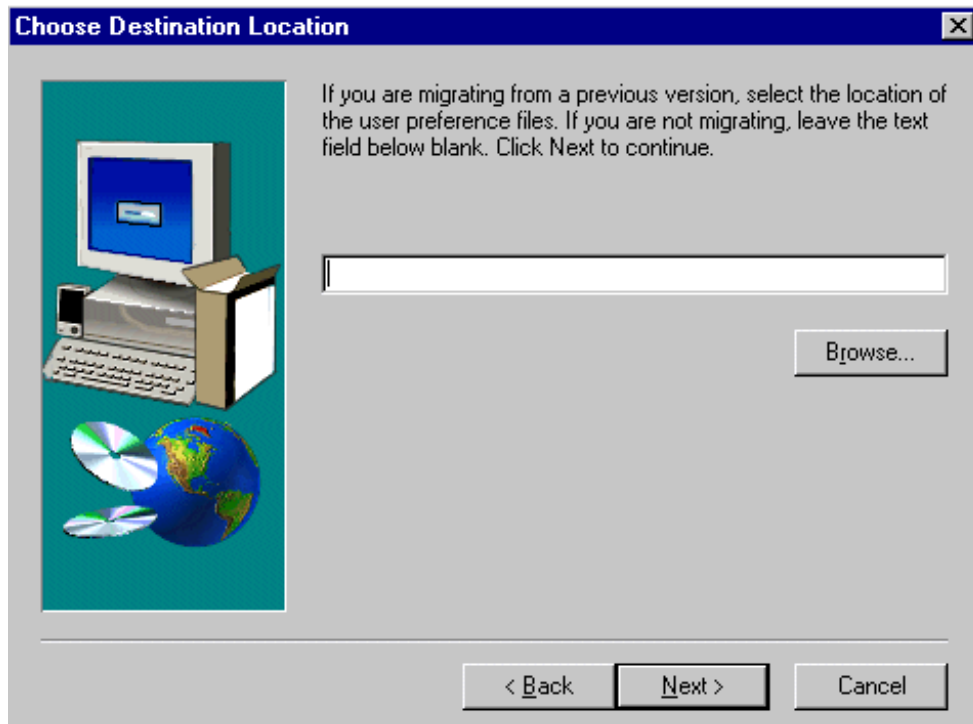 Choose Destination Location
If you are migrating from a previous version, select the location of
the user preference files. If you are not migrating, leave the text
field below blank. Click Next to continue.
Browse...
< Back
Next >
Cancel